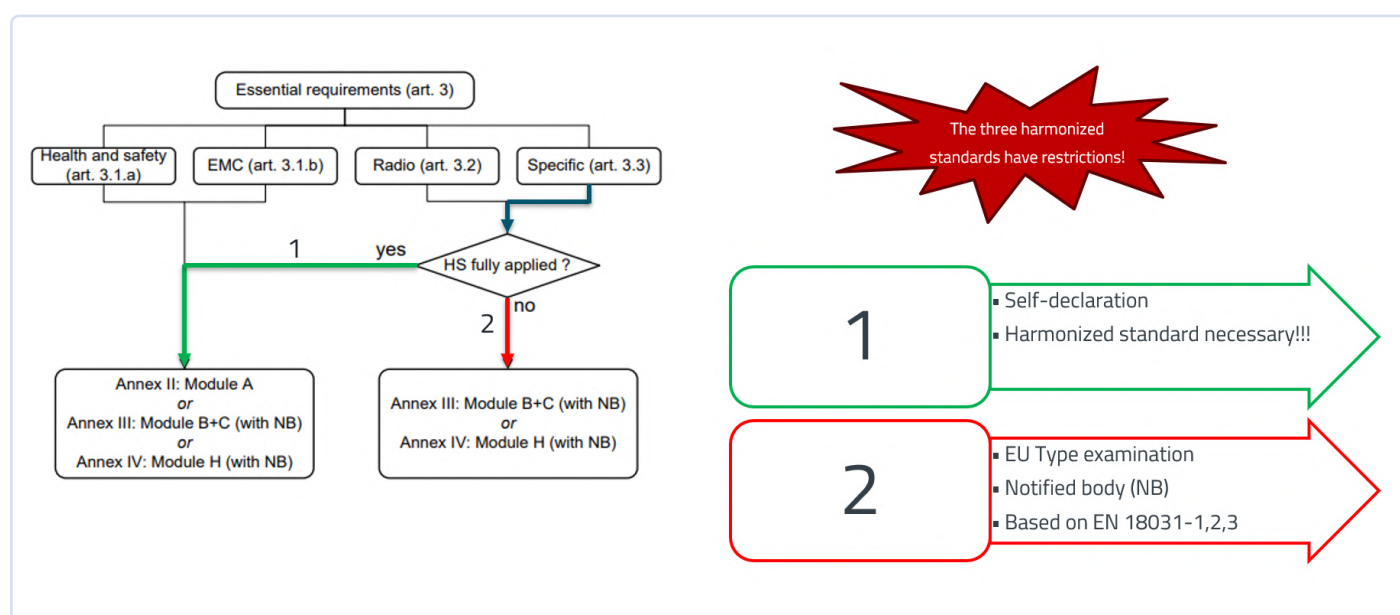 Essential requirements (art. 3)
Health and safety
(art. 3.1.a)
EMC (art. 3.1.b)
Radio (art. 3.2)
Specific (art. 3.3)
1
yes
HS fully applied ?
no
2
Annex II: Module A
or
Annex III: Module B+C (with NB)
or
Annex IV: Module H (with NB)
Annex III: Module B+C (with NB)
or
Annex IV: Module H (with NB)
The three harmonized
standards have restrictions!
1
▪ Self-declaration
▪ Harmonized standard necessary!!!
2
▪ EU Type examination
▪ Notified body (NB)
▪ Based on EN 18031-1,2,3